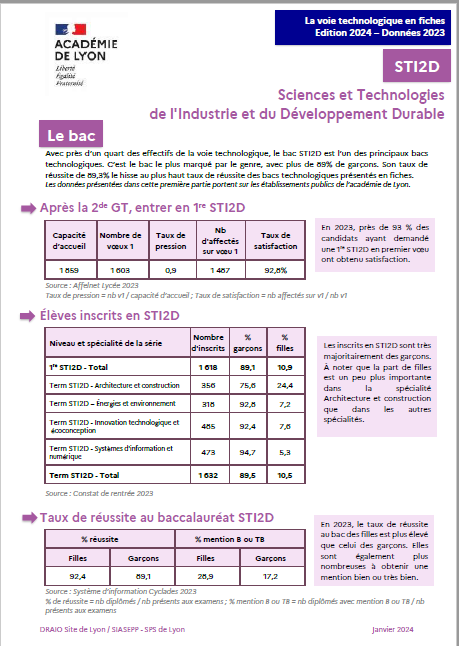 La voie technologique en fiches
Edition 2024 – Données 2023
ACADÉMIE
DE LYON
Liberté
Égalité
Fraternité
STI2D
Sciences et Technologies
de l'Industrie et du Développement Durable
Le bac
Avec près d'un quart des effectifs de la voie technologique, le bac STI2D est l'un des principaux bacs
technologiques. C'est le bac le plus marqué par le genre, avec plus de 89% de garçons. Son taux de
réussite de 89,3% le hisse au plus haut taux de réussite des bacs technologiques présentés en fiches.
Les données présentées dans cette première partie portent sur les établissements publics de l'académie de Lyon.
Après la 2de GT, entrer en 1re STI2D
Capacité d'accueil Nombre de vœux 1 Taux de pression Nb d'affectés sur vœu 1 Taux de satisfaction
1 659 1 603 0,9 1 487 92,8%
Source : Affelnet Lycée 2023
Taux de pression = nb v1 / capacité d'accueil ; Taux de satisfaction = nb affectés sur v1 / nb v1
En 2023, près de 93 % des
candidats ayant demandé
une 1re STI2D en premier vœu
ont obtenu satisfaction.
Élèves inscrits en STI2D
Niveau et spécialité de la série Nombre d'inscrits % garçons % filles
1re STI2D - Total 1 618 89,1 10,9
Term STI2D - Architecture et construction 356 75,6 24,4
Term STI2D – Énergies et environnement 318 92,8 7,2
Term STI2D - Innovation technologique et
écoconception 485 92,4 7,6
Term STI2D - Systèmes d'information et
numérique 473 94,7 5,3
Term STI2D - Total 1 632 89,5 10,5
Source : Constat de rentrée 2023
Les inscrits en STI2D sont très
majoritairement des garçons.
À noter que la part de filles
est un peu plus importante
dans la spécialité
Architecture et construction
que dans les autres
spécialités.
Taux de réussite au baccalauréat STI2D
% réussite % mention B ou TB
Filles Garçons Filles Garçons
92,4 89,1 28,9 17,2
Source : Système d'information Cyclades 2023
% de réussite = nb diplômés / nb présents aux examens ; % mention B ou TB = nb diplômés avec mention B ou TB / nb
présents aux examens
En 2023, le taux de réussite
au bac des filles est plus élevé
que celui des garçons. Elles
sont également plus
nombreuses à obtenir une
mention bien ou très bien.
DRAIO Site de Lyon / SIASEPP - SPS de Lyon
Janvier 2024